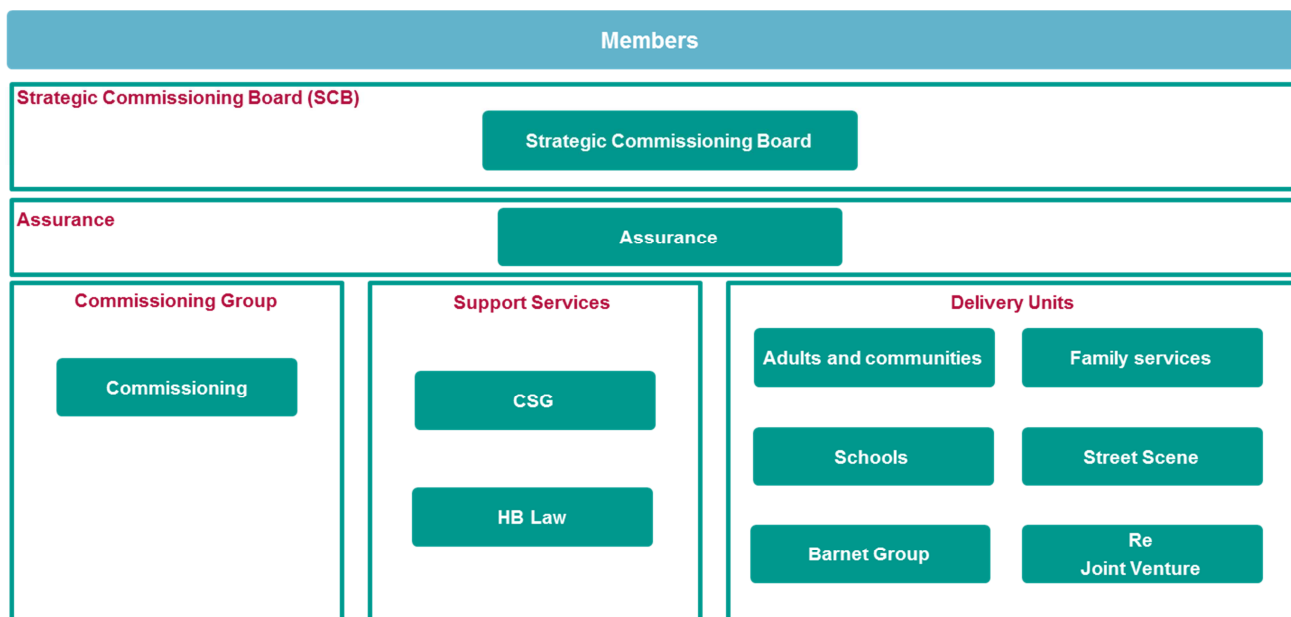 Members
Strategic Commissioning Board (SCB)
Strategic Commissioning Board
Assurance
Assurance
Commissioning Group
Commissioning
Support Services
CSG
HB Law
Delivery Units
Adults and communities
Family services
Schools
Street Scene
Barnet Group
Re
Joint Venture